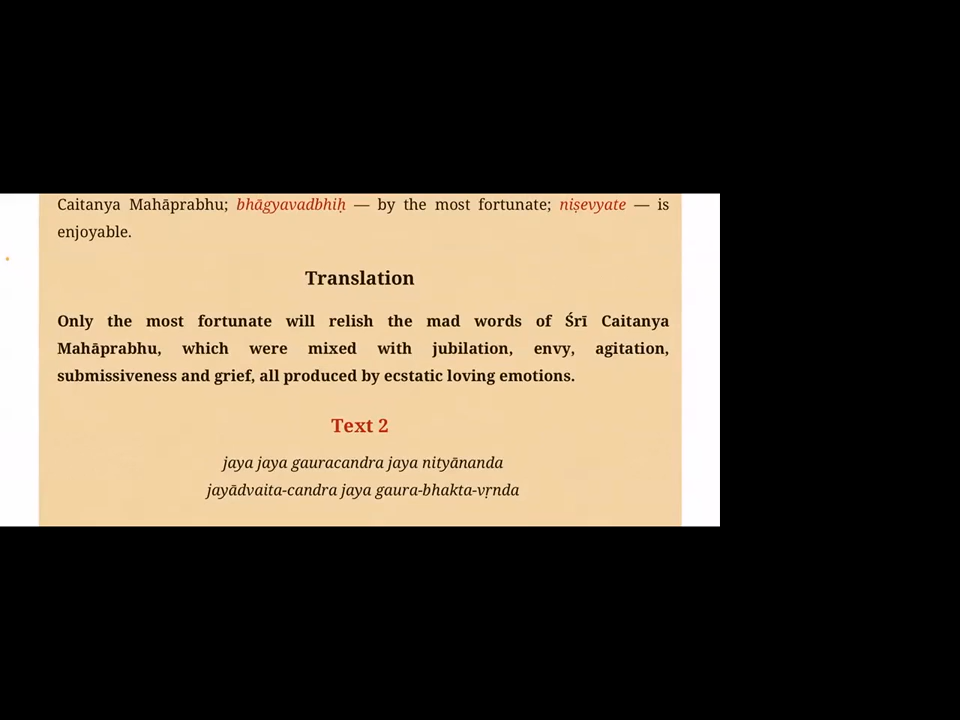 Caitanya Mahāprabhu; bhāgyavadbhiḥ — by the most fortunate; niṣevyate — is
enjoyable.
Translation
Only the most fortunate will relish the mad words of Śrī Caitanya
Mahāprabhu, which were mixed with jubilation, envy, agitation,
submissiveness and grief, all produced by ecstatic loving emotions.
Text 2
jaya jaya gauracandra jaya nityānanda
jayādvaita-candra jaya gaura-bhakta-vṛnda